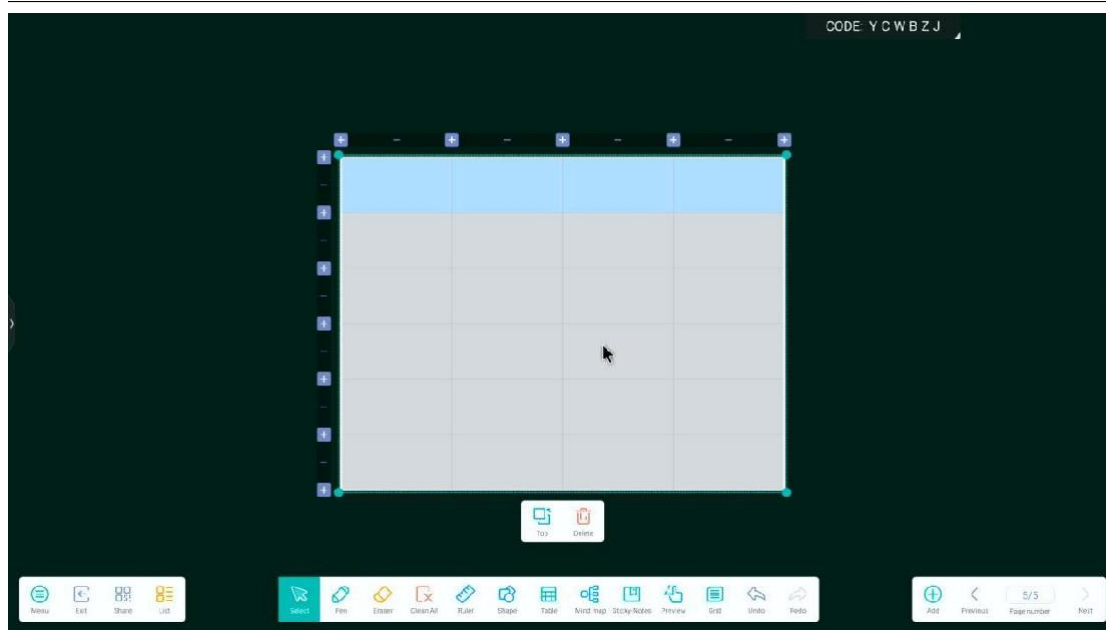 CODE: Y C W B Z J
Top
Delete
Menu
Exit
Share
List
Select
Pen
Eraser
Clean All
Ruler
Shape
Table
Mind map
Sticky-Notes
Preview
Grid
Undo
Redo
Add
Previous
5/5
Page number
Next